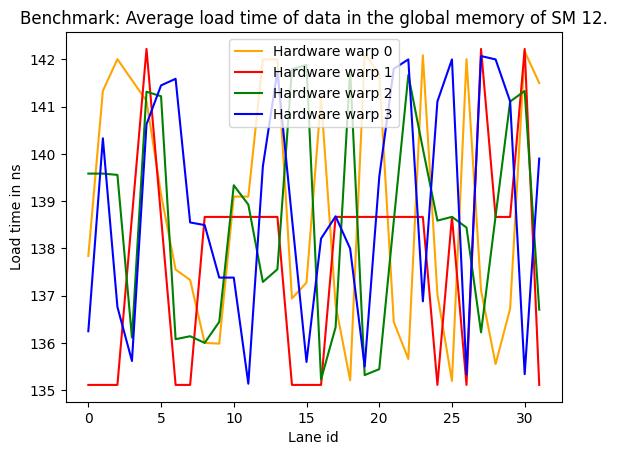 Benchmark: Average load time of data in the global memory of SM 12.
Hardware warp 0
Hardware warp 1
Hardware warp 2
Hardware warp 3
142
141
140
139
138
137
136
135
Load time in ns
0 5 10 15 20 25 30
Lane id